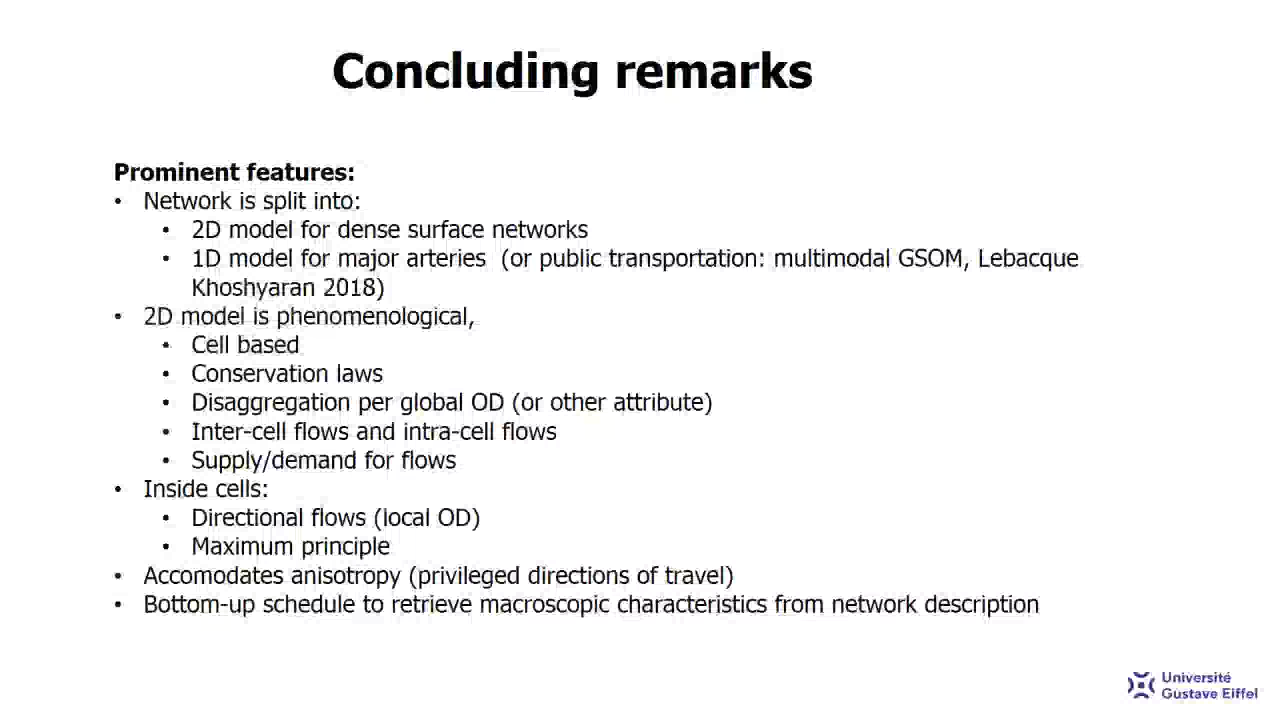 Concluding remarks
Prominent features:
• Network is split into:
• 2D model for dense surface networks
• 1D model for major arteries (or public transportation: multimodal GSOM, Lebacque
Khoshyaran 2018)
• 2D model is phenomenological,
• Cell based
• Conservation laws
• Disaggregation per global OD (or other attribute)
• Inter-cell flows and intra-cell flows
• Supply/demand for flows
• Inside cells:
• Directional flows (local OD)
• Maximum principle
• Accomodates anisotropy (privileged directions of travel)
• Bottom-up schedule to retrieve macroscopic characteristics from network description
Université
Gustave Eiffel